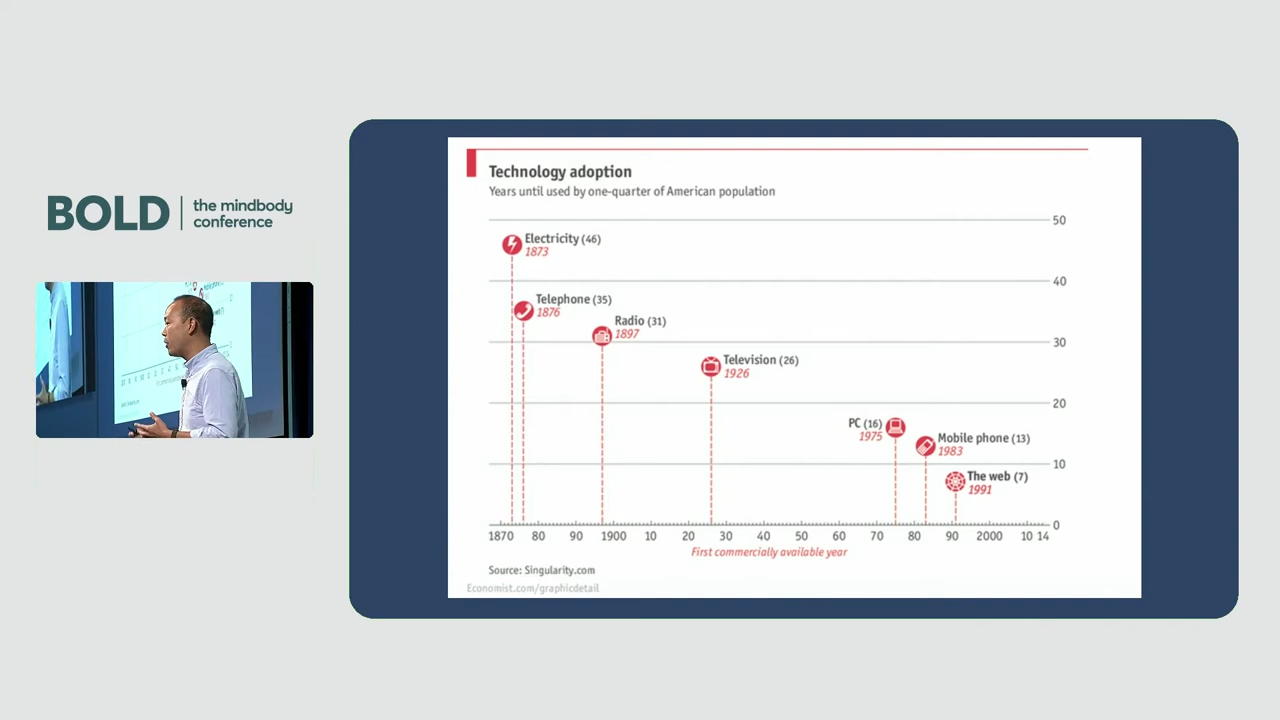 BOLD
the mindbody
conference
Technology adoption
Years until used by one-quarter of American population
50
Electricity (46)
1873
40
Telephone (35)
1876
Radio (31)
1897
30
Television (26)
1926
20
PC (16)
1975
Mobile phone (13)
1983
10
The web (7)
1991
0
1870 80 90 1900 10 20 30 40 50 60 70 80 90 2000 10 14
First commercially available year
Source: Singularity.com
Economist.com/graphicdetail